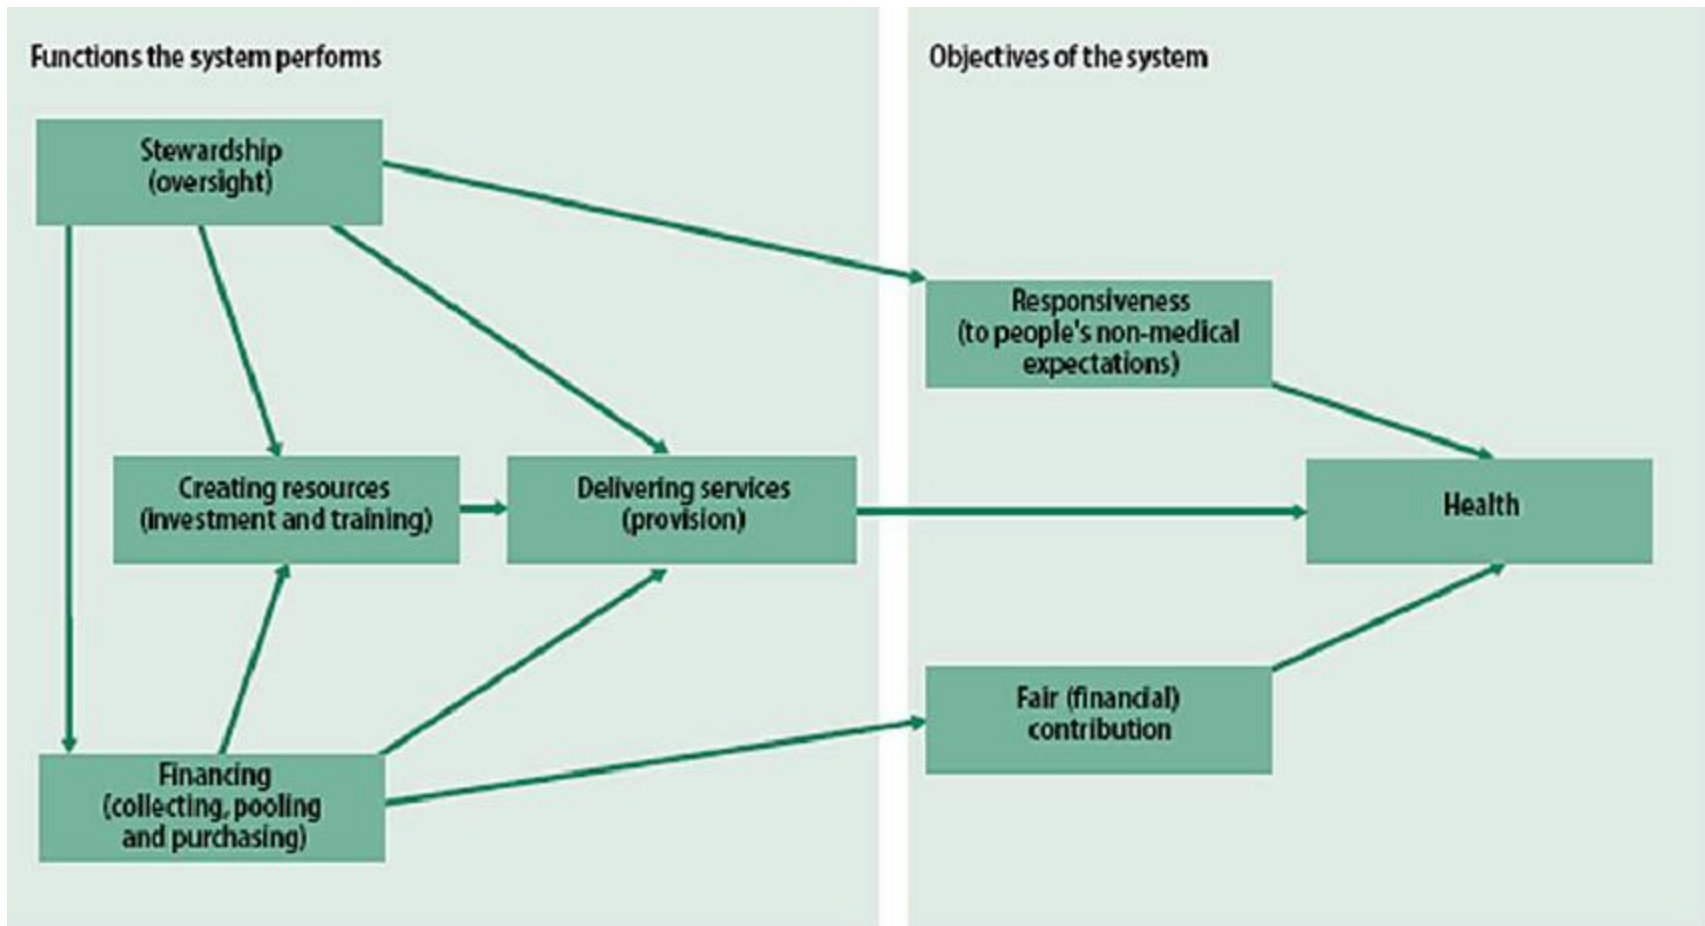 Functions the system performs
Objectives of the system
Stewardship
(oversight)
Responsiveness
(to people's non-medical
expectations)
Creating resources
(investment and training)
Delivering services
(provision)
Health
Fair (financial)
contribution
Financing
(collecting, pooling
and purchasing)